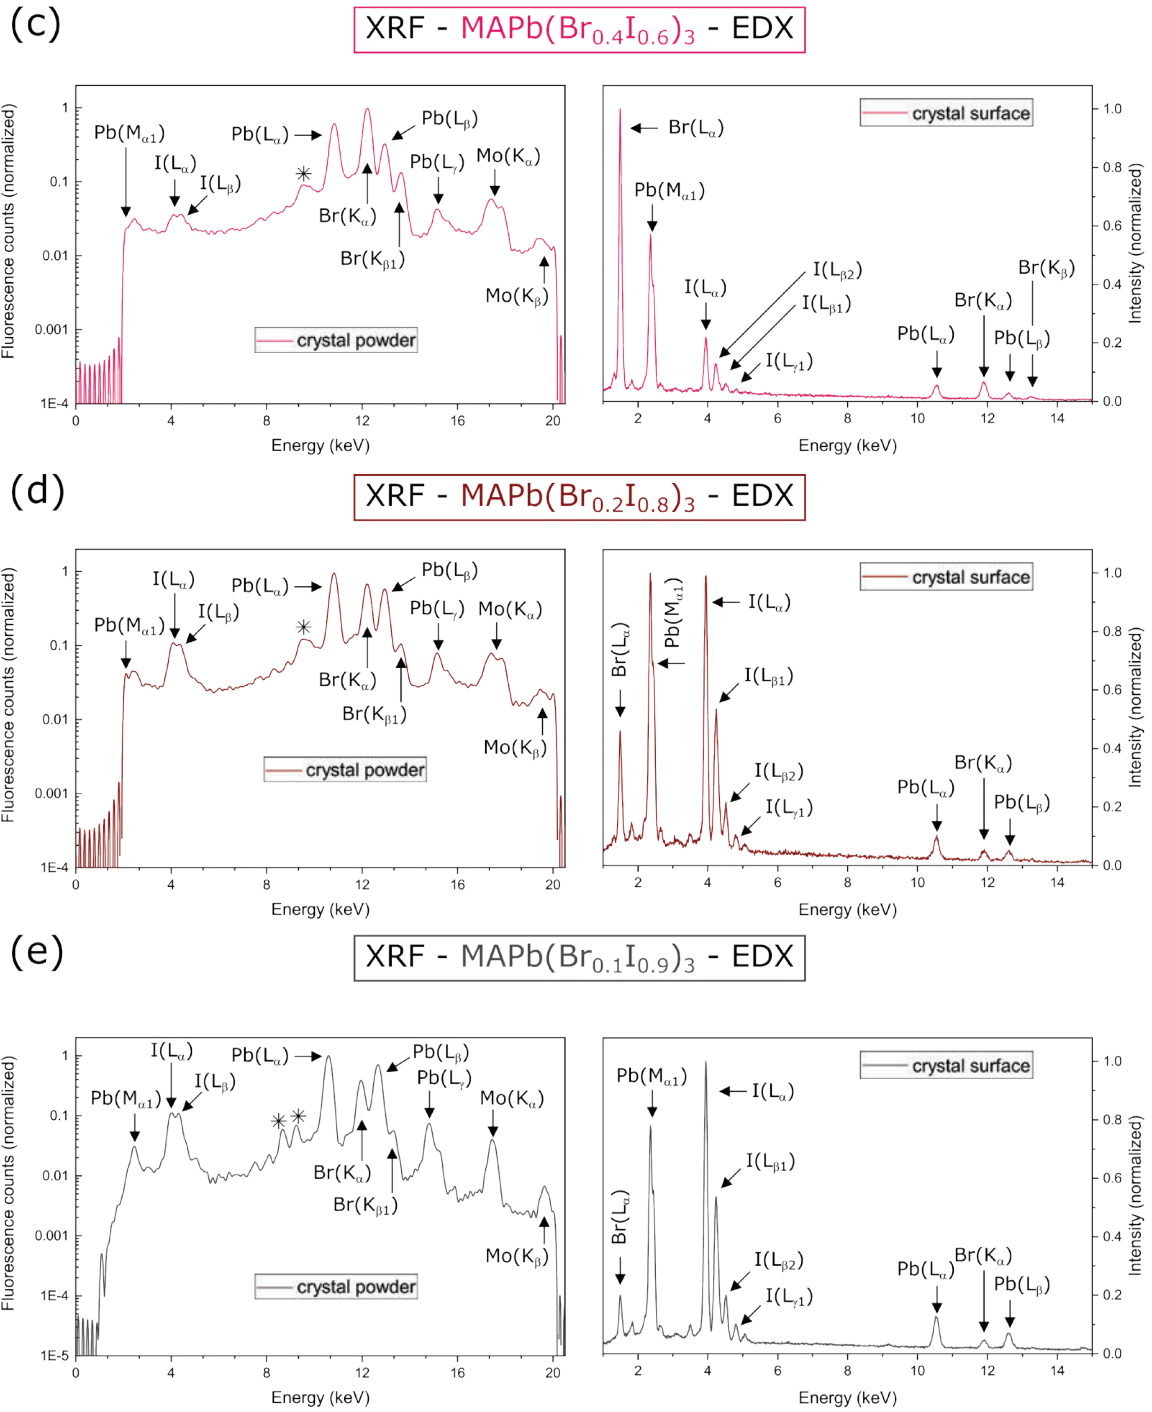 (c)
XRF - MAPb(Br0.4I0.6)3 - EDX
Fluorescence counts (normalized)
1
0.1
0.01
0.001
1E-4
Pb(Mα1)
I(Lα)
I(Lβ)
Pb(Lα)
Pb(Lβ)
Pb(Lγ)
Mo(Kα)
Br(Kα)
Br(Kβ1)
Mo(Kβ)
crystal powder
0 4 8 12 16 20
Energy (keV)
crystal surface
Br(Lα)
Pb(Mα1)
I(Lα)
I(Lβ2)
I(Lβ1)
I(Lγ1)
Pb(Lα)
Br(Kα)
Pb(Lβ)
Br(Kβ)
1.0
0.8
0.6
0.4
0.2
0.0
Intensity (normalized)
2 4 6 8 10 12 14
Energy (keV)
(d)
XRF - MAPb(Br0.2I0.8)3 - EDX
Fluorescence counts (normalized)
1
0.1
0.01
0.001
1E-4
Pb(Mα1)
I(Lα)
I(Lβ)
Pb(Lα)
Pb(Lβ)
Pb(Lγ)
Mo(Kα)
Br(Kα)
Br(Kβ1)
Mo(Kβ)
crystal powder
0 4 8 12 16 20
Energy (keV)
crystal surface
Br(Lα)
Pb(Mα1)
I(Lα)
I(Lβ1)
I(Lβ2)
I(Lγ1)
Pb(Lα)
Br(Kα)
Pb(Lβ)
1.0
0.8
0.6
0.4
0.2
0.0
Intensity (normalized)
2 4 6 8 10 12 14
Energy (keV)
(e)
XRF - MAPb(Br0.1I0.9)3 - EDX
Fluorescence counts (normalized)
1
0.1
0.01
0.001
1E-4
1E-5
Pb(Mα1)
I(Lα)
I(Lβ)
Pb(Lα)
Pb(Lβ)
Pb(Lγ)
Mo(Kα)
Br(Kα)
Br(Kβ1)
Mo(Kβ)
crystal powder
0 4 8 12 16 20
Energy (keV)
crystal surface
Br(Lα)
Pb(Mα1)
I(Lα)
I(Lβ1)
I(Lβ2)
I(Lγ1)
Pb(Lα)
Br(Kα)
Pb(Lβ)
1.0
0.8
0.6
0.4
0.2
0.0
Intensity (normalized)
2 4 6 8 10 12 14
Energy (keV)